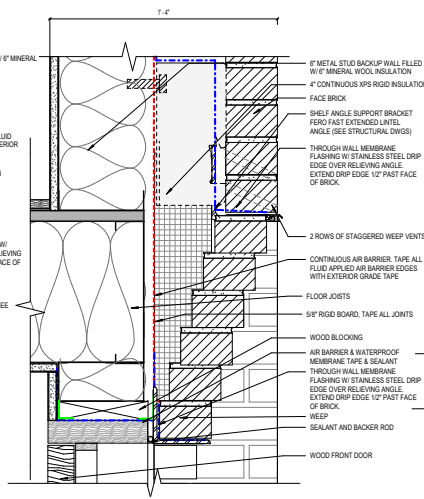 1'- 4"
/ 6" MINERAL
LUID
ERIOR
N
W/
LIEVING
ACE OF
EE
6" METAL STUD BACKUP WALL FILLED
W/ 6" MINERAL WOOL INSULATION
4" CONTINUOUS XPS RIGID INSULATION
FACE BRICK
SHELF ANGLE SUPPORT BRACKET
FERO FAST EXTENDED LINTEL
ANGLE (SEE STRUCTURAL DWGS)
THROUGH WALL MEMBRANE
FLASHING W/ STAINLESS STEEL DRIP
EDGE OVER RELIEVING ANGLE.
EXTEND DRIP EDGE 1/2" PAST FACE
OF BRICK.
2 ROWS OF STAGGERED WEEP VENTS
CONTINUOUS AIR BARRIER. TAPE ALL
FLUID APPLIED AIR BARRIER EDGES
WITH EXTERIOR GRADE TAPE
FLOOR JOISTS
5/8" RIGID BOARD, TAPE ALL JOINTS
WOOD BLOCKING
AIR BARRIER & WATERPROOF
MEMBRANE TAPE & SEALANT
THROUGH WALL MEMBRANE
FLASHING W/ STAINLESS STEEL DRIP
EDGE OVER RELIEVING ANGLE.
EXTEND DRIP EDGE 1/2" PAST FACE
OF BRICK.
WEEP
SEALANT AND BACKER ROD
WOOD FRONT DOOR